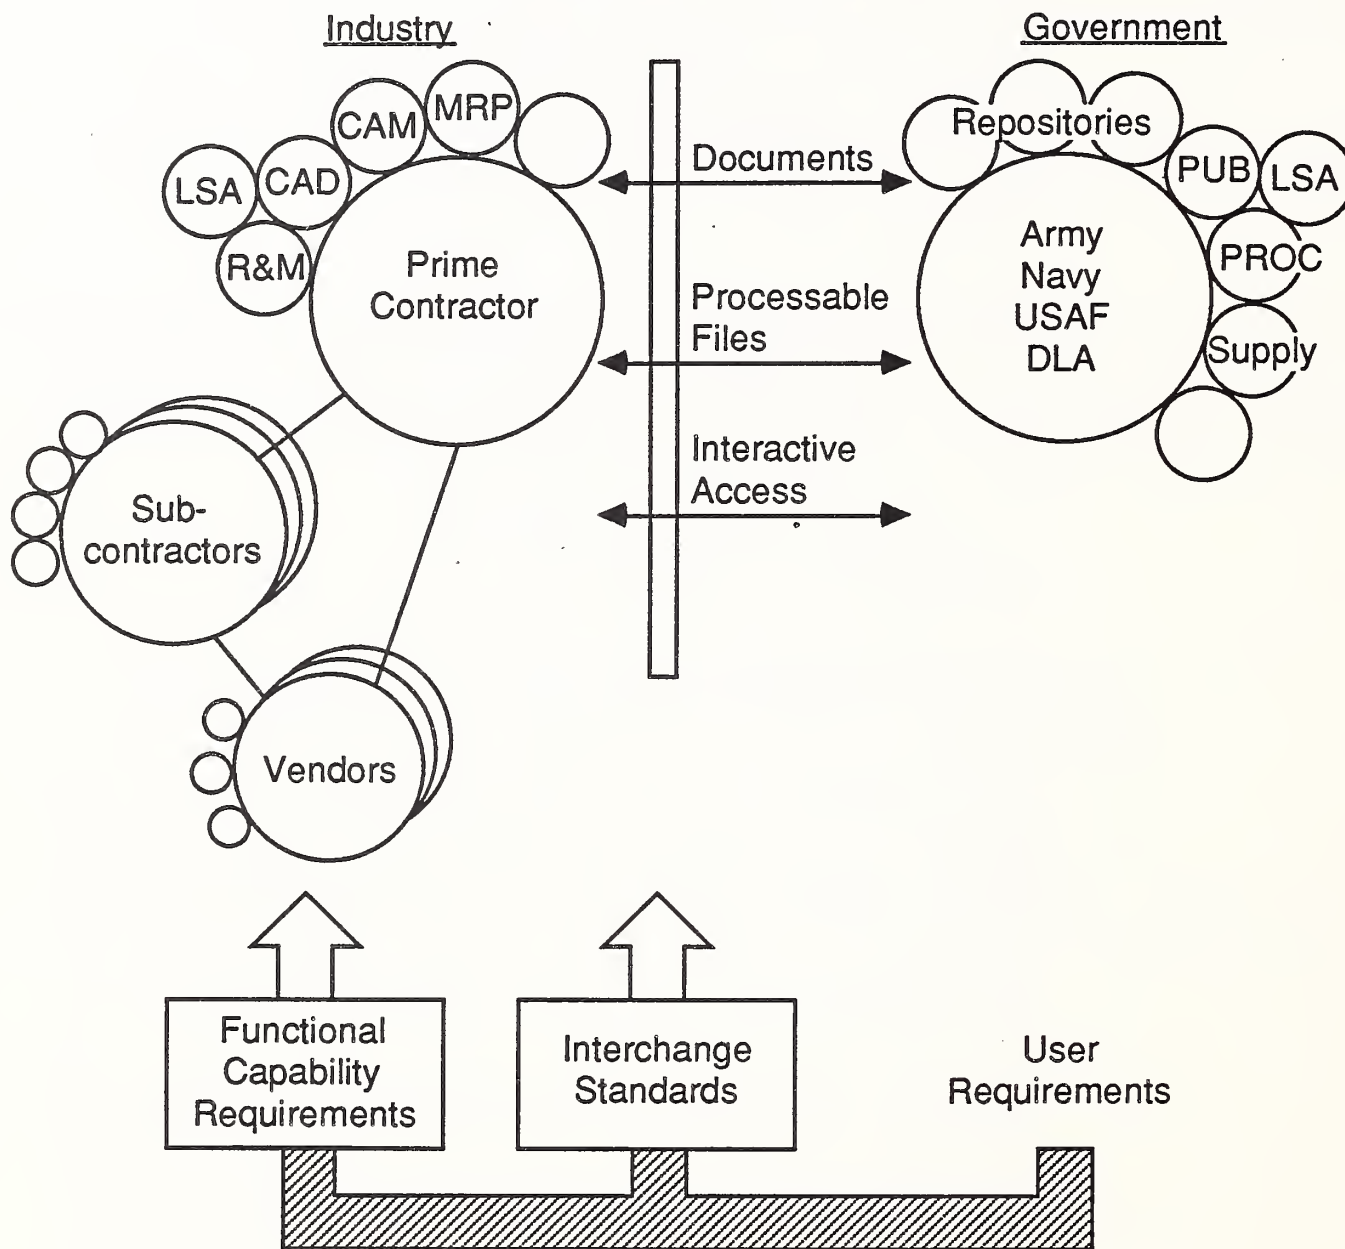 Industry
Government
MRP
CAM
CAD
LSA
R&M
Prime
Contractor
Documents
Processable
Files
Interactive
Access
Repositories
PUB
LSA
PROC
Supply
Army
Navy
USAF
DLA
Sub-
contractors
Vendors
Functional
Capability
Requirements
Interchange
Standards
User
Requirements